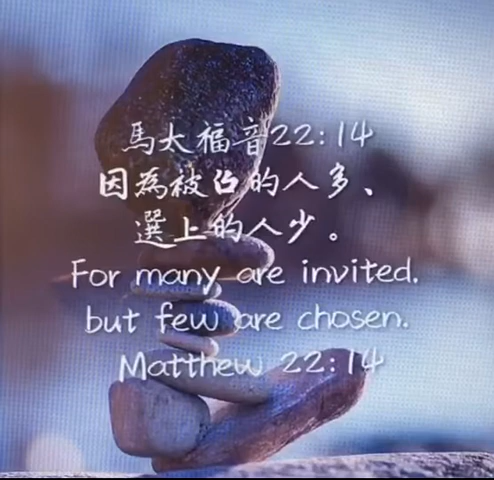 馬太福音22:14
因為被召的人多、
選上的人少。
For many are invited,
but few are chosen.
Matthew 22:14